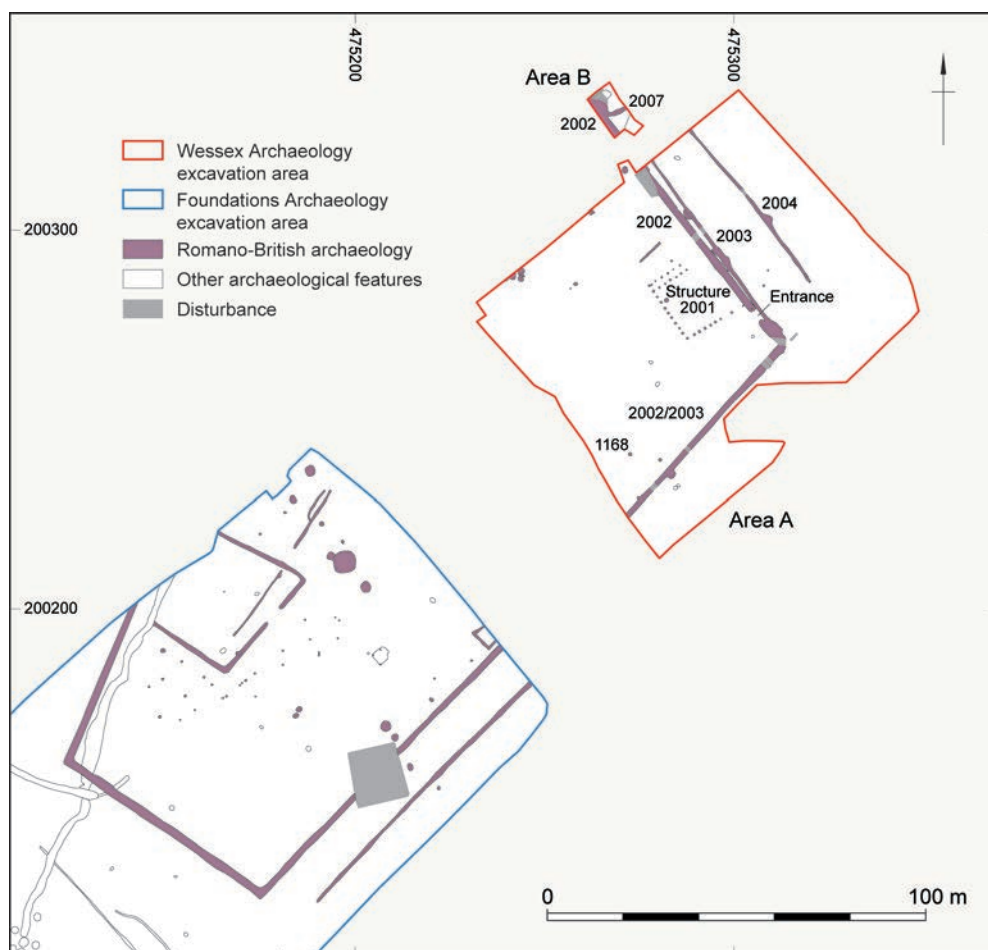 475200
475300
Area B
2007
2002
Wessex Archaeology
excavation area
Foundations Archaeology
excavation area
Romano-British archaeology
Other archaeological features
Disturbance
2004
200300
2002
2003
Structure
2001
Entrance
2002/2003
1168
Area A
200200
0
100 m